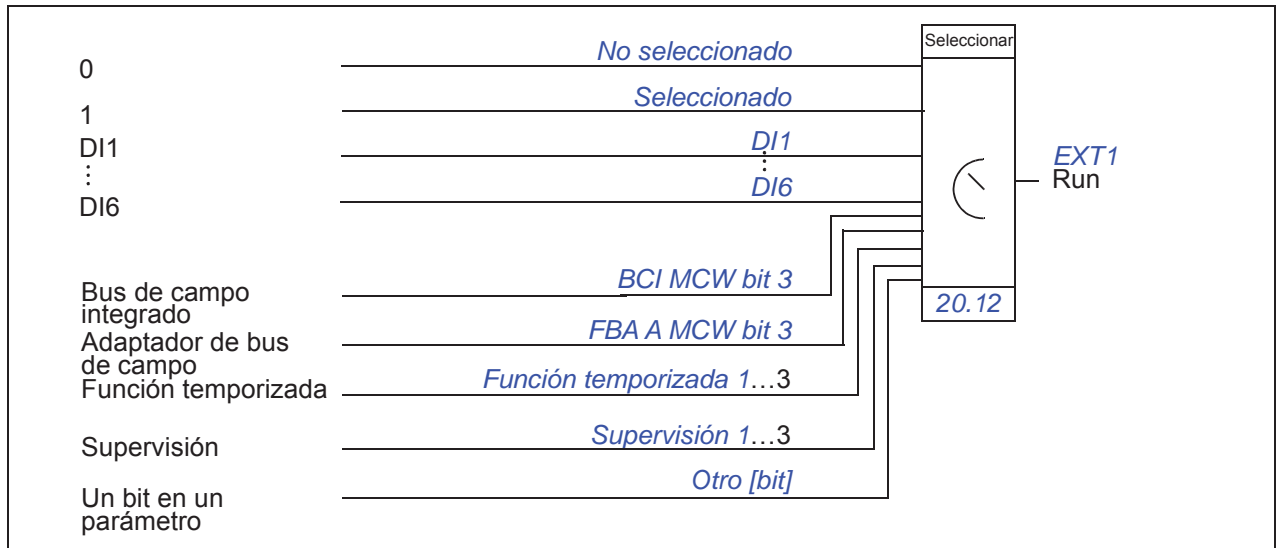 0
No seleccionado
Seleccionar
1
Seleccionado
DI1
DI1
⋮
⋮
DI6
DI6
EXT1
Run
Bus de campo
integrado
BCI MCW bit 3
20.12
Adaptador de bus
de campo
FBA A MCW bit 3
Función temporizada
Función temporizada 1…3
Supervisión
Supervisión 1…3
Un bit en un
parámetro
Otro [bit]